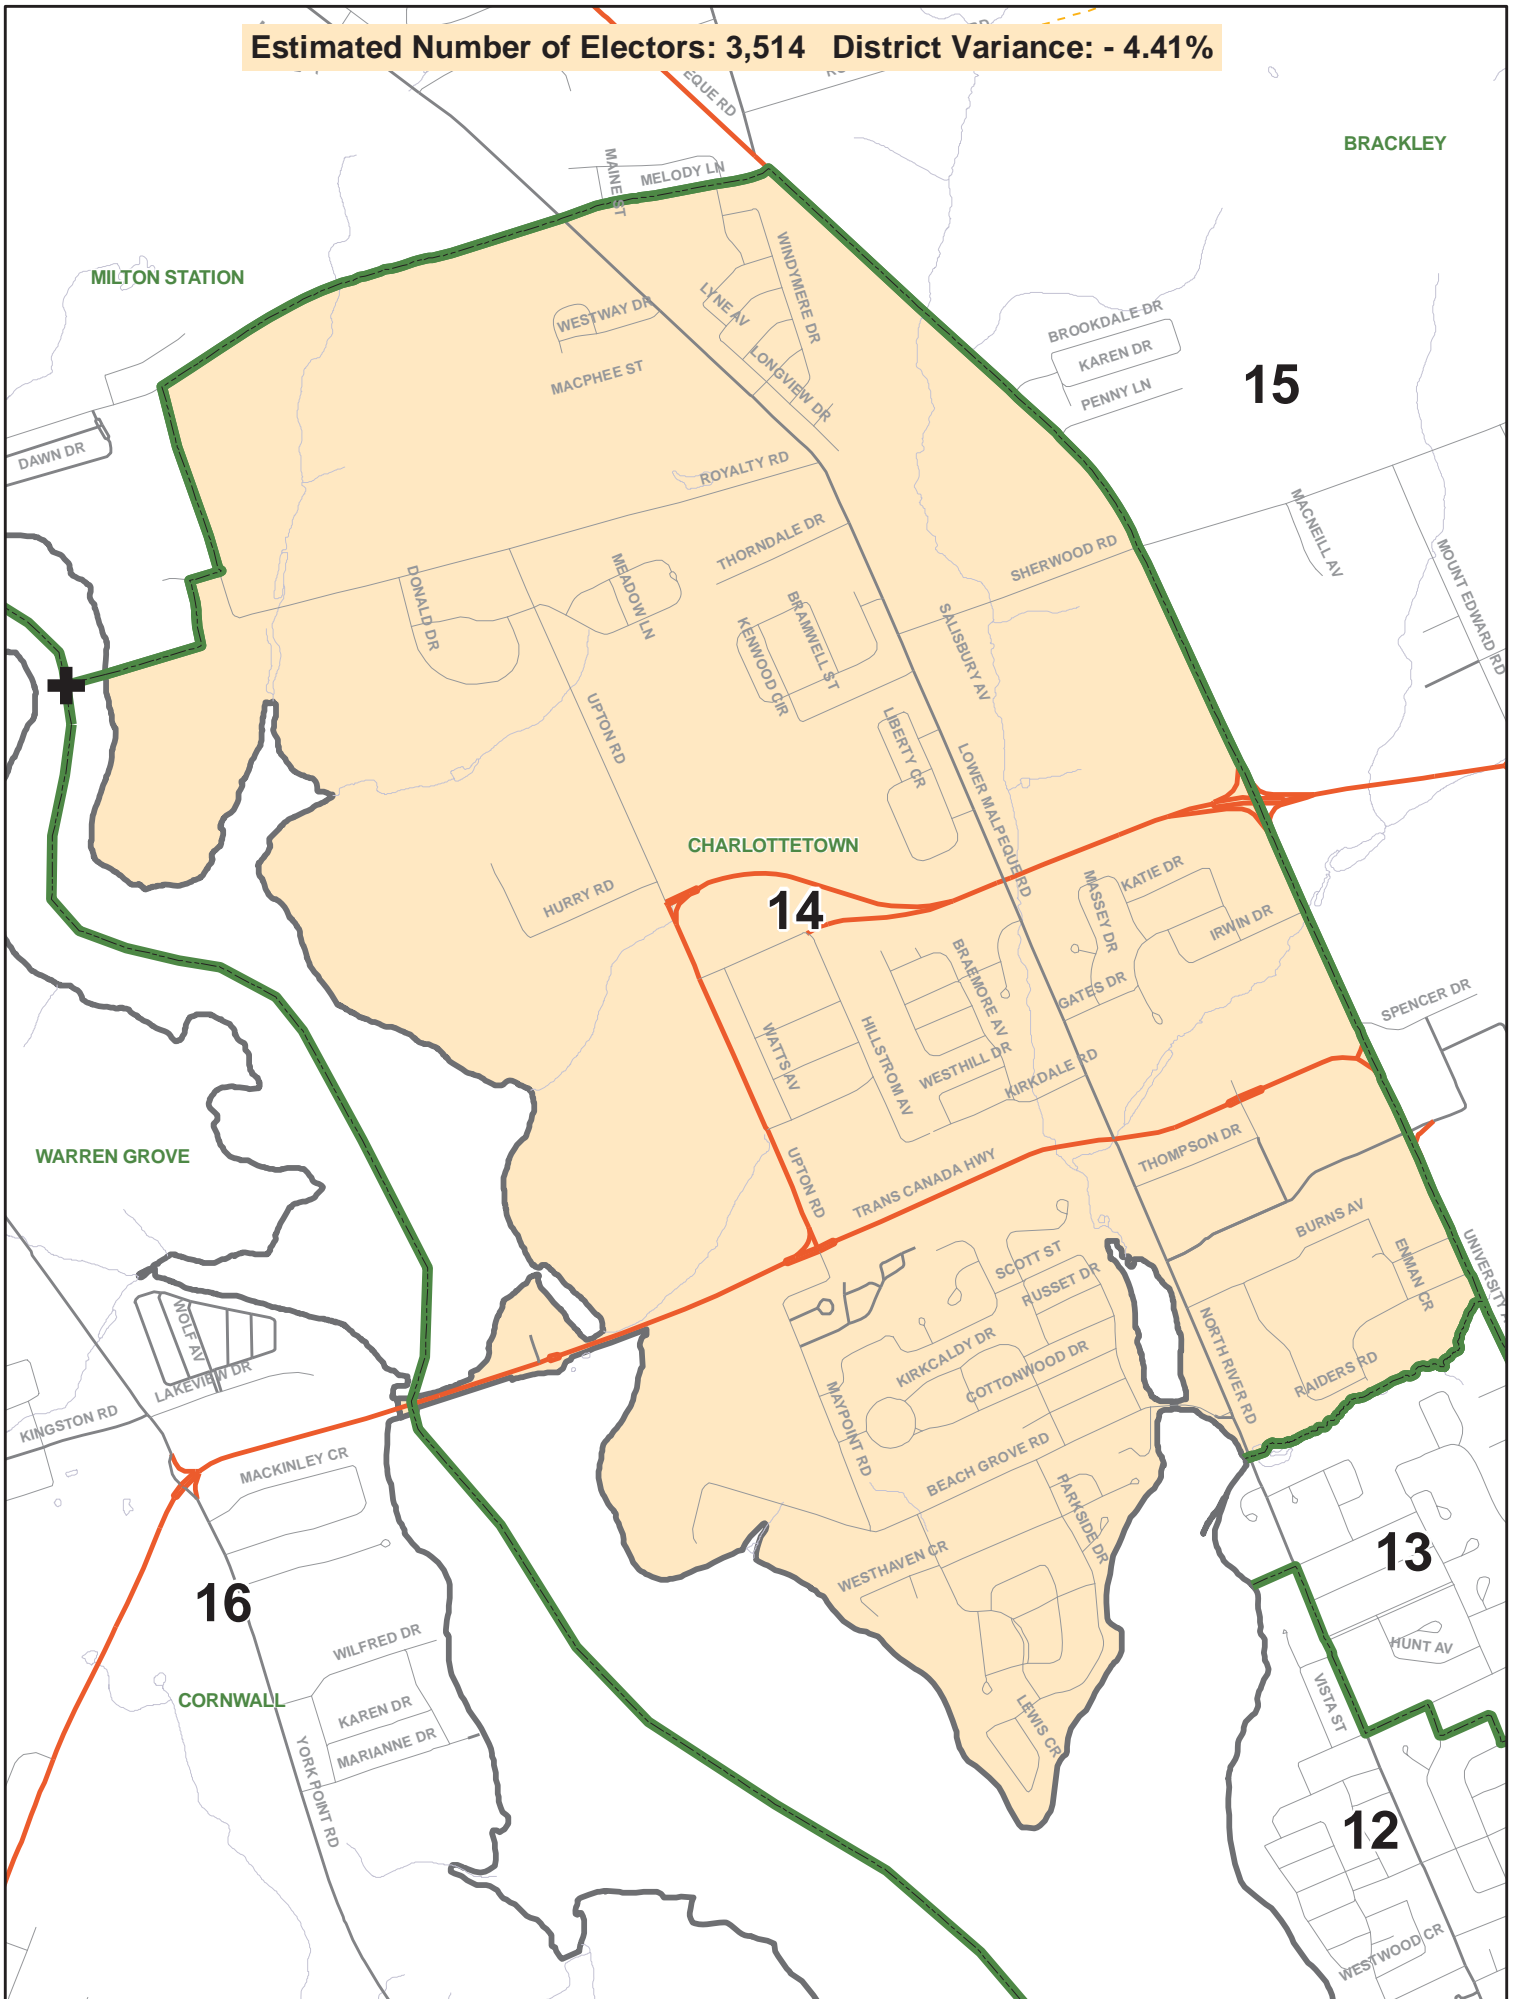 Estimated Number of Electors: 3,514 District Variance: - 4.41%
EQUE RD
BRACKLEY
MAINE ST
MELODY LN
MILTON STATION
WINDYMERE DR
LYNE AV
WESTWAY DR
BROOKDALE DR
KAREN DR
LONGVIEW DR
MACPHEE ST
PENNY LN
15
DAWN DR
ROYALTY RD
MACNEILL AV
THORNDALE DR
SHERWOOD RD
MOUNT EDWARD RD
DONALD DR
MEADOW LN
BRAMWELL ST
KENWOOD CIR
SALISBURY AV
UPTON RD
LIBERTY CR
LOWER MALPEQUE RD
CHARLOTTETOWN
14
HURRY RD
MASSEY DR
KATIE DR
IRWIN DR
BRAEMORE AV
GATES DR
SPENCER DR
WATTS AV
HILLSTROM AV
WESTHILL DR
KIRKDALE RD
WARREN GROVE
UPTON RD
TRANS CANADA HWY
THOMPSON DR
BURNS AV
ENMAN CR
UNIVERSITY A
SCOTT ST
RUSSET DR
WOLF AV
LAKEVIEW DR
KINGSTON RD
KIRKCALDY DR
COTTONWOOD DR
NORTH RIVER RD
RAIDERS RD
MAYPOINT RD
MACKINLEY CR
BEACH GROVE RD
PARKSIDE DR
WESTHAVEN CR
13
16
WILFRED DR
HUNT AV
CORNWALL
KAREN DR
MARIANNE DR
LEWIS CR
VISTA ST
YORK POINT RD
12
WESTWOOD CR